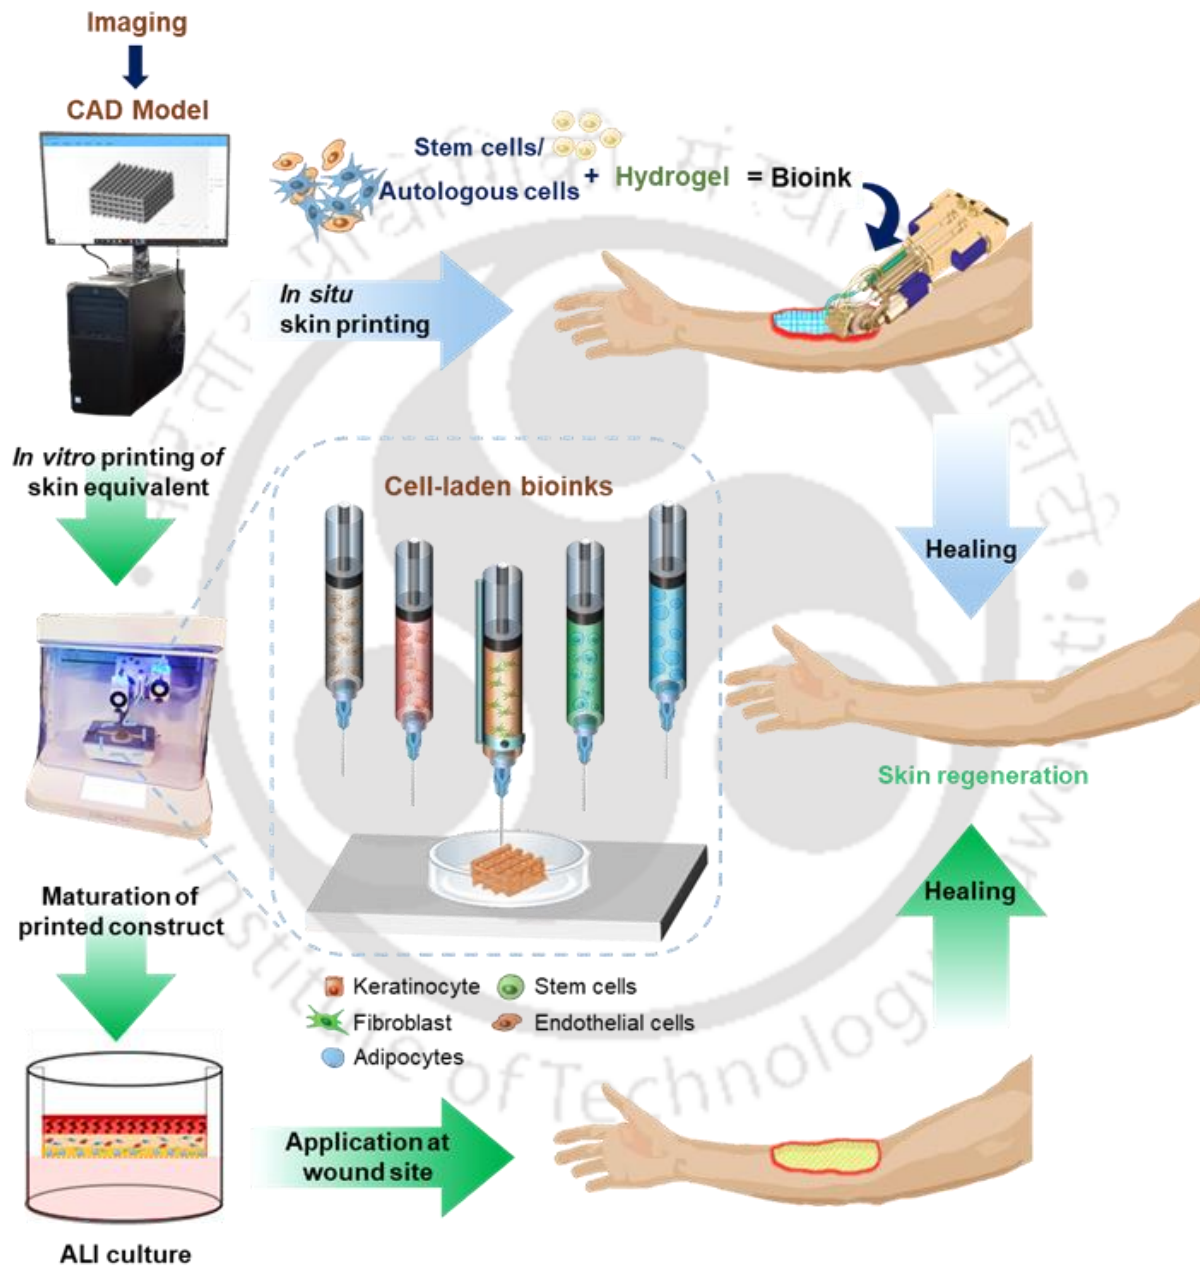 Imaging
CAD Model
Stem cells/
Autologous cells + Hydrogel = Bioink
In situ
skin printing
In vitro printing of
skin equivalent
Cell-laden bioinks
Healing
Skin regeneration
Maturation of
printed construct
Healing
Keratinocyte
Stem cells
Fibroblast
Endothelial cells
Adipocytes
Application at
wound site
ALI culture
Institute of Technology